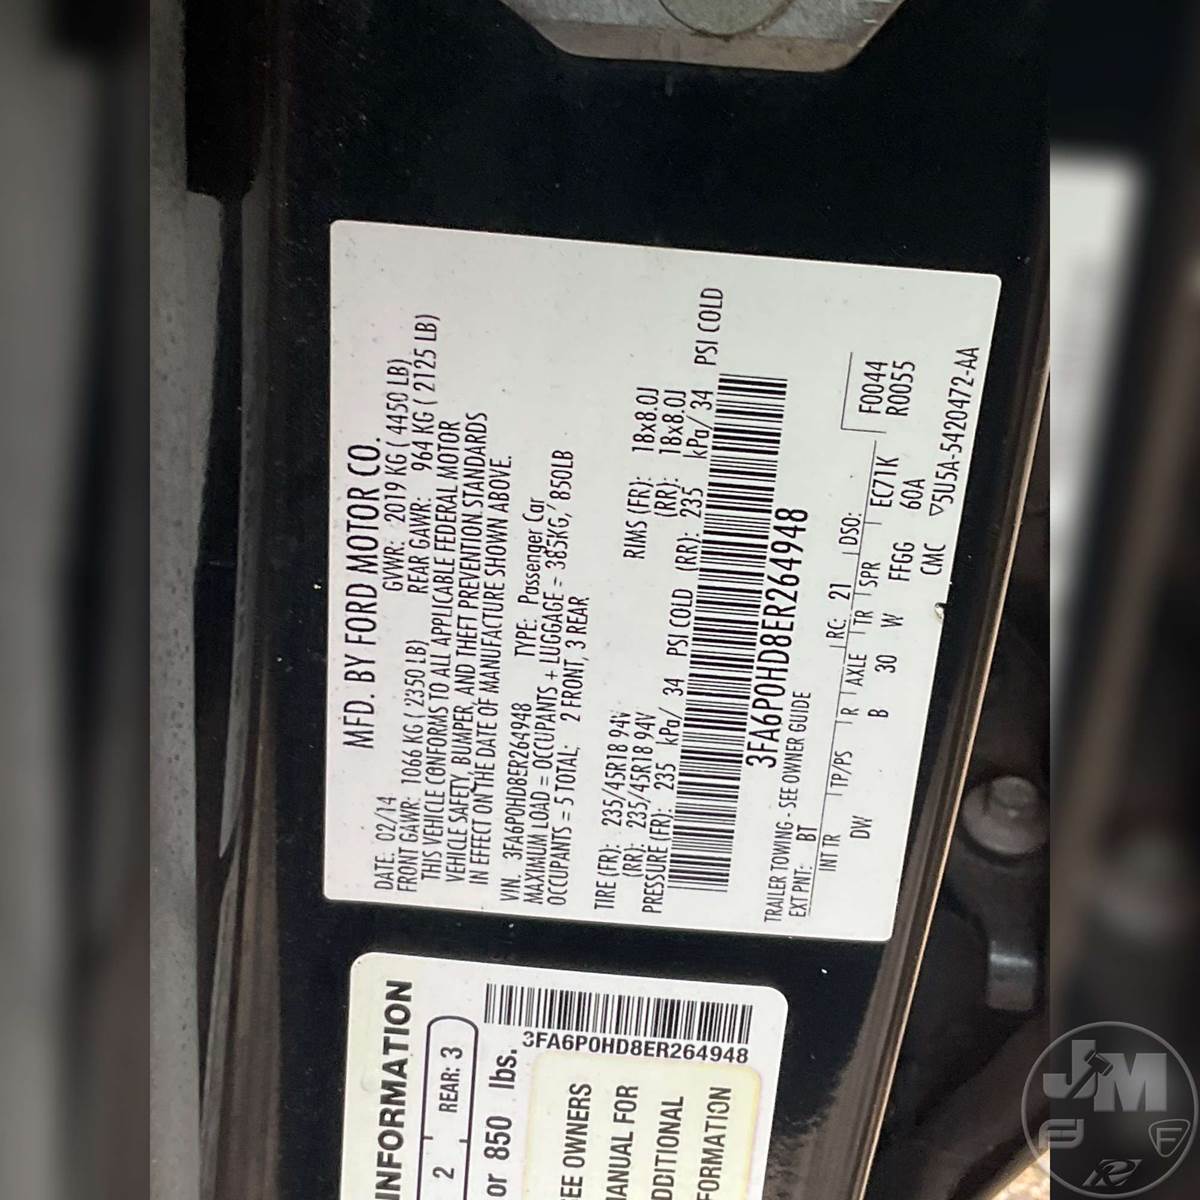 MFD. BY FORD MOTOR CO.
DATE: 02/14 GVWR: 2019 KG ( 4450 LB)
FRONT GAWR: 1066 KG ( 2350 LB) REAR GAWR: 964 KG ( 2125 LB)
THIS VEHICLE CONFORMS TO ALL APPLICABLE FEDERAL MOTOR
VEHICLE SAFETY, BUMPER, AND THEFT PREVENTION STANDARDS
IN EFFECT ON THE DATE OF MANUFACTURE SHOWN ABOVE.
VIN: 3FA6P0HD8ER264948 TYPE: Passenger Car
MAXIMUM LOAD = OCCUPANTS + LUGGAGE = 385KG/850LB
OCCUPANTS = 5 TOTAL: 2 FRONT, 3 REAR
TIRE (FR): 235/45R18 94V RIMS (FR): 18x8.0J
(RR): 235/45R18 94V (RR): 18x8.0J
PRESSURE (FR): 235 kPa/ 34 PSI COLD (RR): 235 kPa/ 34 PSI COLD
3FA6P0HD8ER264948
TRAILER TOWING - SEE OWNER GUIDE
EXT PNT: BT RC: 21 DSO: F0044
R0055
INT TR TP/PS R AXLE TR SPR EC71K
DW B 30 W FFGG 60A
CMC ▽5U5A-5420472-AA
INFORMATION
2 REAR: 3
or 850 lbs.
3FA6P0HD8ER264948
EE OWNERS
ANUAL FOR
DDITIONAL
FORMATION
JM
F
F
R